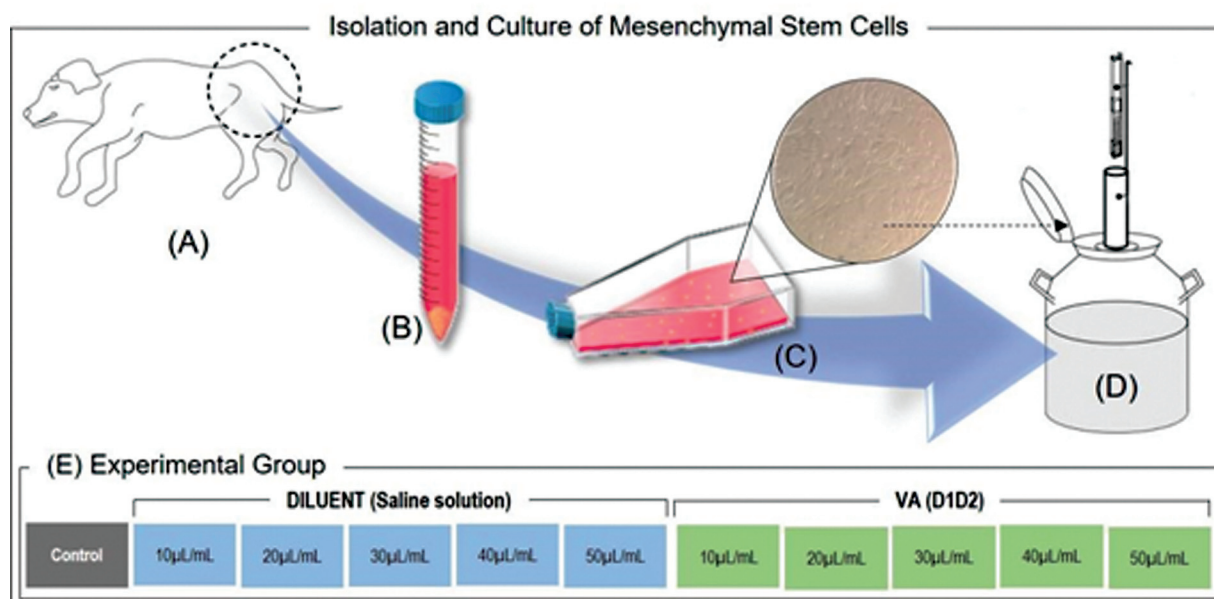 Isolation and Culture of Mesenchymal Stem Cells
(A)
(B)
(C)
(D)
(E) Experimental Group
DILUENT (Saline solution) VA (D1D2)
Control 10µL/mL 20µL/mL 30µL/mL 40µL/mL 50µL/mL 10µL/mL 20µL/mL 30µL/mL 40µL/mL 50µL/mL